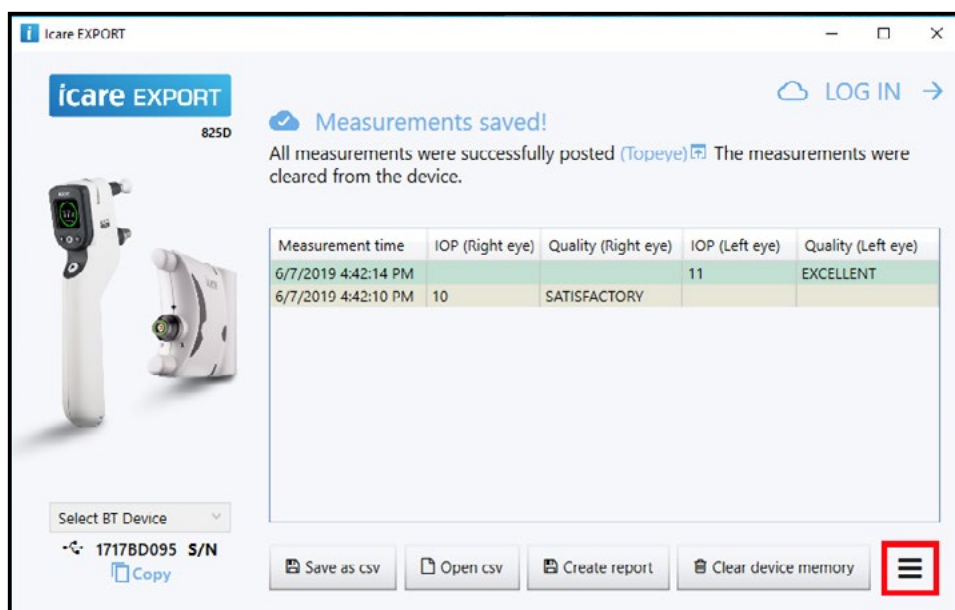 icare EXPORT
icare EXPORT
825D
LOG IN
Measurements saved!
All measurements were successfully posted (Topeye) The measurements were
cleared from the device.
Measurement time IOP (Right eye) Quality (Right eye) IOP (Left eye) Quality (Left eye)
6/7/2019 4:42:14 PM 11 EXCELLENT
6/7/2019 4:42:10 PM 10 SATISFACTORY
Select BT Device
1717BD095 S/N
Copy
Save as csv Open csv Create report Clear device memory